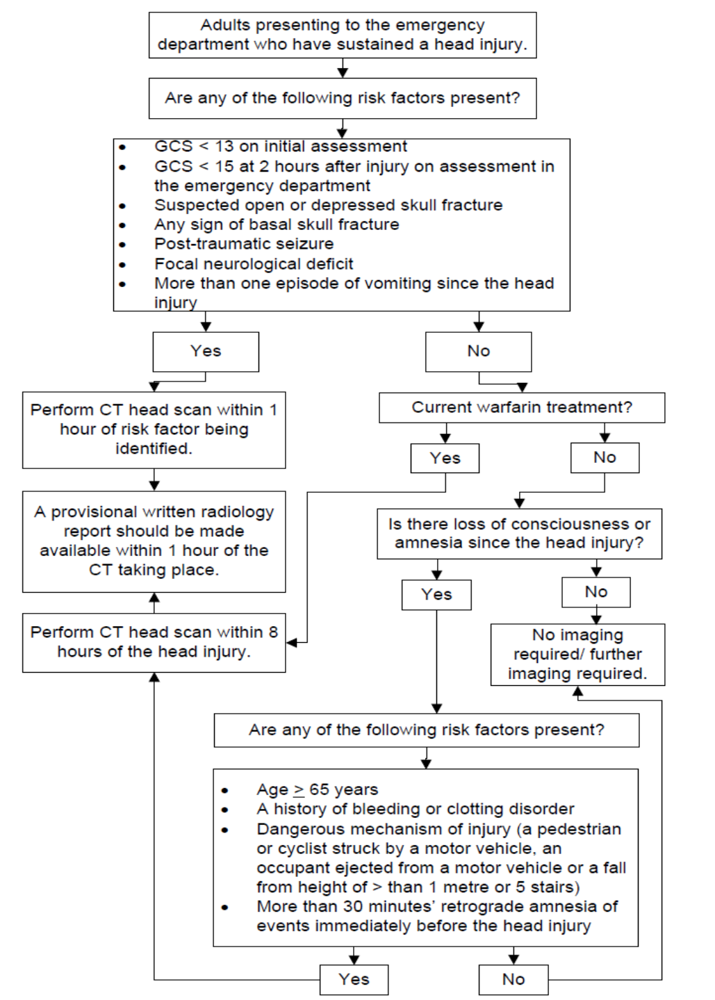 Adults presenting to the emergency
department who have sustained a head injury.
Are any of the following risk factors present?
• GCS < 13 on initial assessment
• GCS < 15 at 2 hours after injury on assessment in
the emergency department
• Suspected open or depressed skull fracture
• Any sign of basal skull fracture
• Post-traumatic seizure
• Focal neurological deficit
• More than one episode of vomiting since the head
injury
Yes
No
Perform CT head scan within 1
hour of risk factor being
identified.
Current warfarin treatment?
Yes
No
A provisional written radiology
report should be made
available within 1 hour of the
CT taking place.
Is there loss of consciousness or
amnesia since the head injury?
Yes
No
Perform CT head scan within 8
hours of the head injury.
No imaging
required/ further
imaging required.
Are any of the following risk factors present?
• Age ≥ 65 years
• A history of bleeding or clotting disorder
• Dangerous mechanism of injury (a pedestrian
or cyclist struck by a motor vehicle, an
occupant ejected from a motor vehicle or a fall
from height of > than 1 metre or 5 stairs)
• More than 30 minutes’ retrograde amnesia of
events immediately before the head injury
Yes
No